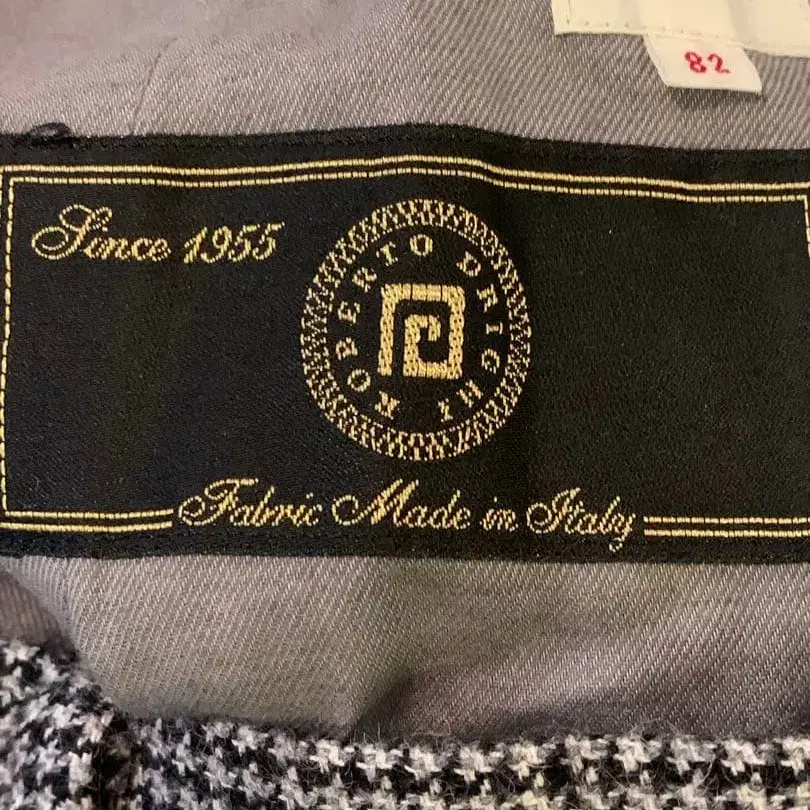 82
Since 1955
ROBERTO DRIGHI
Fabric Made in Italy